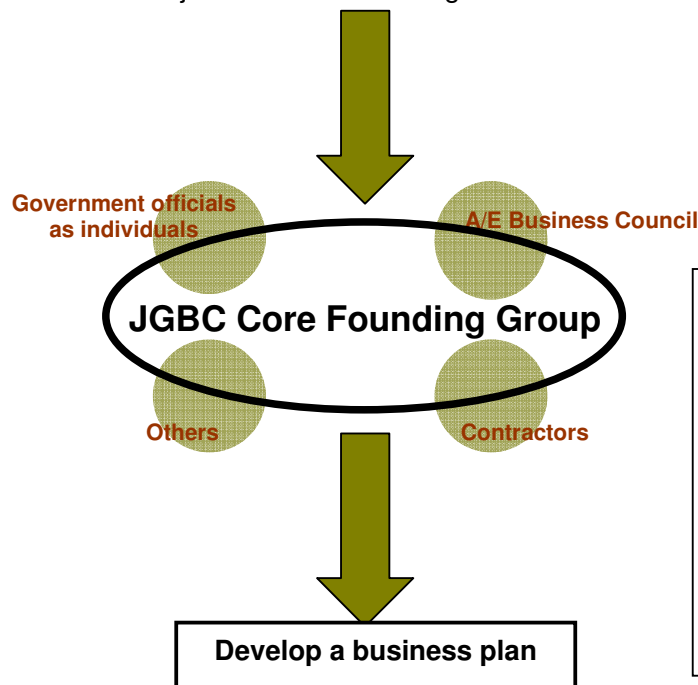 Government officials
as individuals
A/E Business Council
JGBC Core Founding Group
Others
Contractors
Develop a business plan